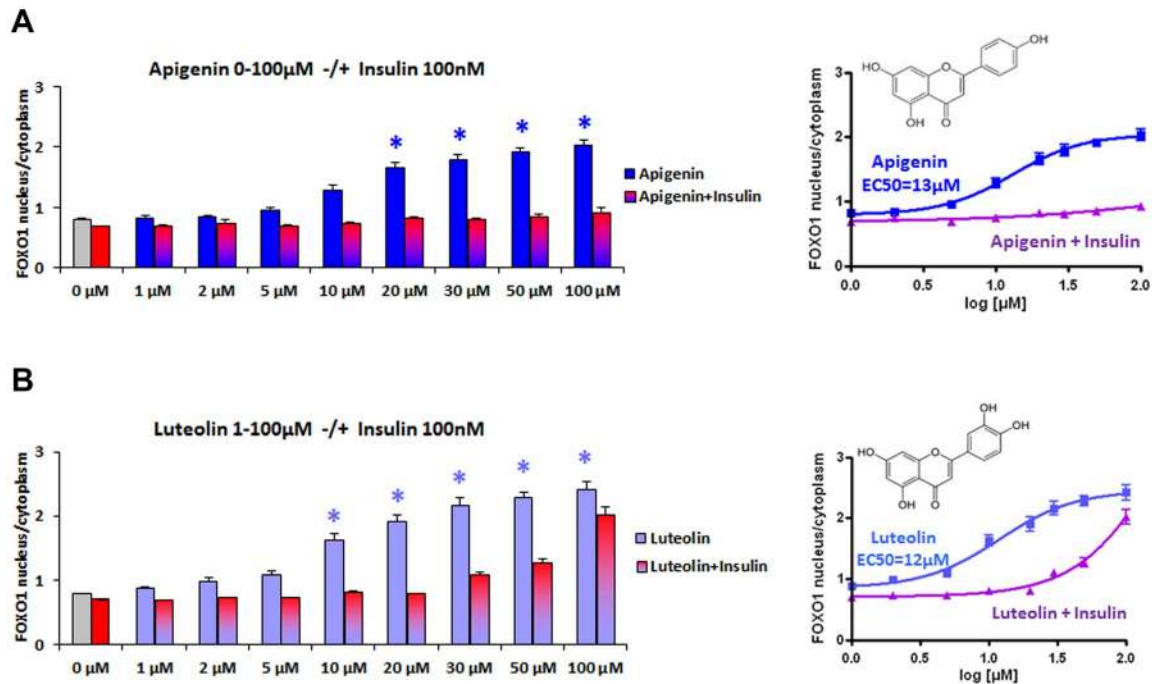 A
Apigenin 0-100µM -/+ Insulin 100nM
FOXO1 nucleus/cytoplasm
3
2
1
0
* * * *
Apigenin
Apigenin+Insulin
0 µM 1 µM 2 µM 5 µM 10 µM 20 µM 30 µM 50 µM 100 µM
HO O OH
OH O
FOXO1 nucleus/cytoplasm
3
2
1
0
Apigenin
EC50=13µM
Apigenin + Insulin
0.0 0.5 1.0 1.5 2.0
log [µM]
B
Luteolin 1-100µM -/+ Insulin 100nM
FOXO1 nucleus/cytoplasm
3
2
1
0
* * * * *
Luteolin
Luteolin+Insulin
0 µM 1 µM 2 µM 5 µM 10 µM 20 µM 30 µM 50 µM 100 µM
OH
HO O OH
OH O
FOXO1 nucleus/cytoplasm
3
2
1
0
Luteolin
EC50=12µM
Luteolin + Insulin
0.0 0.5 1.0 1.5 2.0
log [µM]